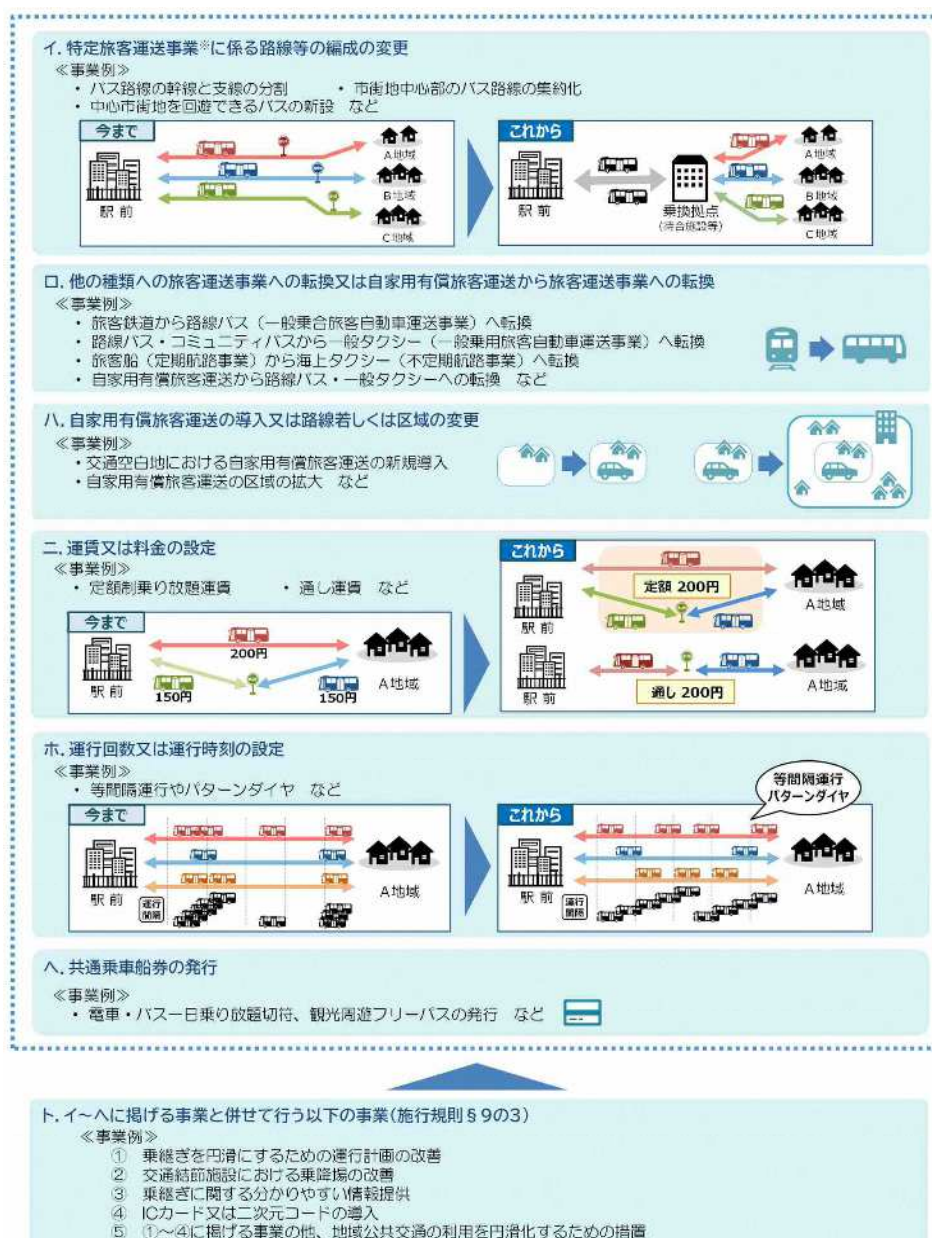 イ．特定旅客運送事業※に係る路線等の編成の変更
≪事業例≫
・ バス路線の幹線と支線の分割　・ 市街地中心部のバス路線の集約化
・ 中心市街地を回遊できるバスの新設　など
今まで
駅 前
A地域
B地域
C地域
これから
駅 前
乗換拠点
(待合施設等)
A地域
B地域
C地域
ロ．他の種類への旅客運送事業への転換又は自家用有償旅客運送から旅客運送事業への転換
≪事業例≫
・ 旅客鉄道から路線バス（一般乗合旅客自動車運送事業）へ転換
・ 路線バス・コミュニティバスから一般タクシー（一般乗用旅客自動車運送事業）へ転換
・ 旅客船（定期航路事業）から海上タクシー（不定期航路事業）へ転換
・ 自家用有償旅客運送から路線バス・一般タクシーへの転換　など
ハ．自家用有償旅客運送の導入又は路線若しくは区域の変更
≪事業例≫
・交通空白地における自家用有償旅客運送の新規導入
・自家用有償旅客運送の区域の拡大　など
ニ．運賃又は料金の設定
≪事業例≫
・ 定額制乗り放題運賃　・ 通し運賃　など
今まで
駅 前
200円
150円
150円
A地域
これから
駅 前
定額 200円
A地域
駅 前
通し 200円
A地域
ホ．運行回数又は運行時刻の設定
≪事業例≫
・ 等間隔運行やパターンダイヤ　など
今まで
駅 前
運行
間隔
A地域
これから
等間隔運行
パターンダイヤ
駅 前
運行
間隔
A地域
ヘ．共通乗車船券の発行
≪事業例≫
・ 電車・バス一日乗り放題切符、観光周遊フリーパスの発行　など
ト．イ～ヘに掲げる事業と併せて行う以下の事業（施行規則§9の3）
≪事業例≫
① 乗継ぎを円滑にするための運行計画の改善
② 交通結節施設における乗降場の改善
③ 乗継ぎに関する分かりやすい情報提供
④ ICカード又は二次元コードの導入
⑤ ①～④に掲げる事業の他、地域公共交通の利用を円滑化するための措置